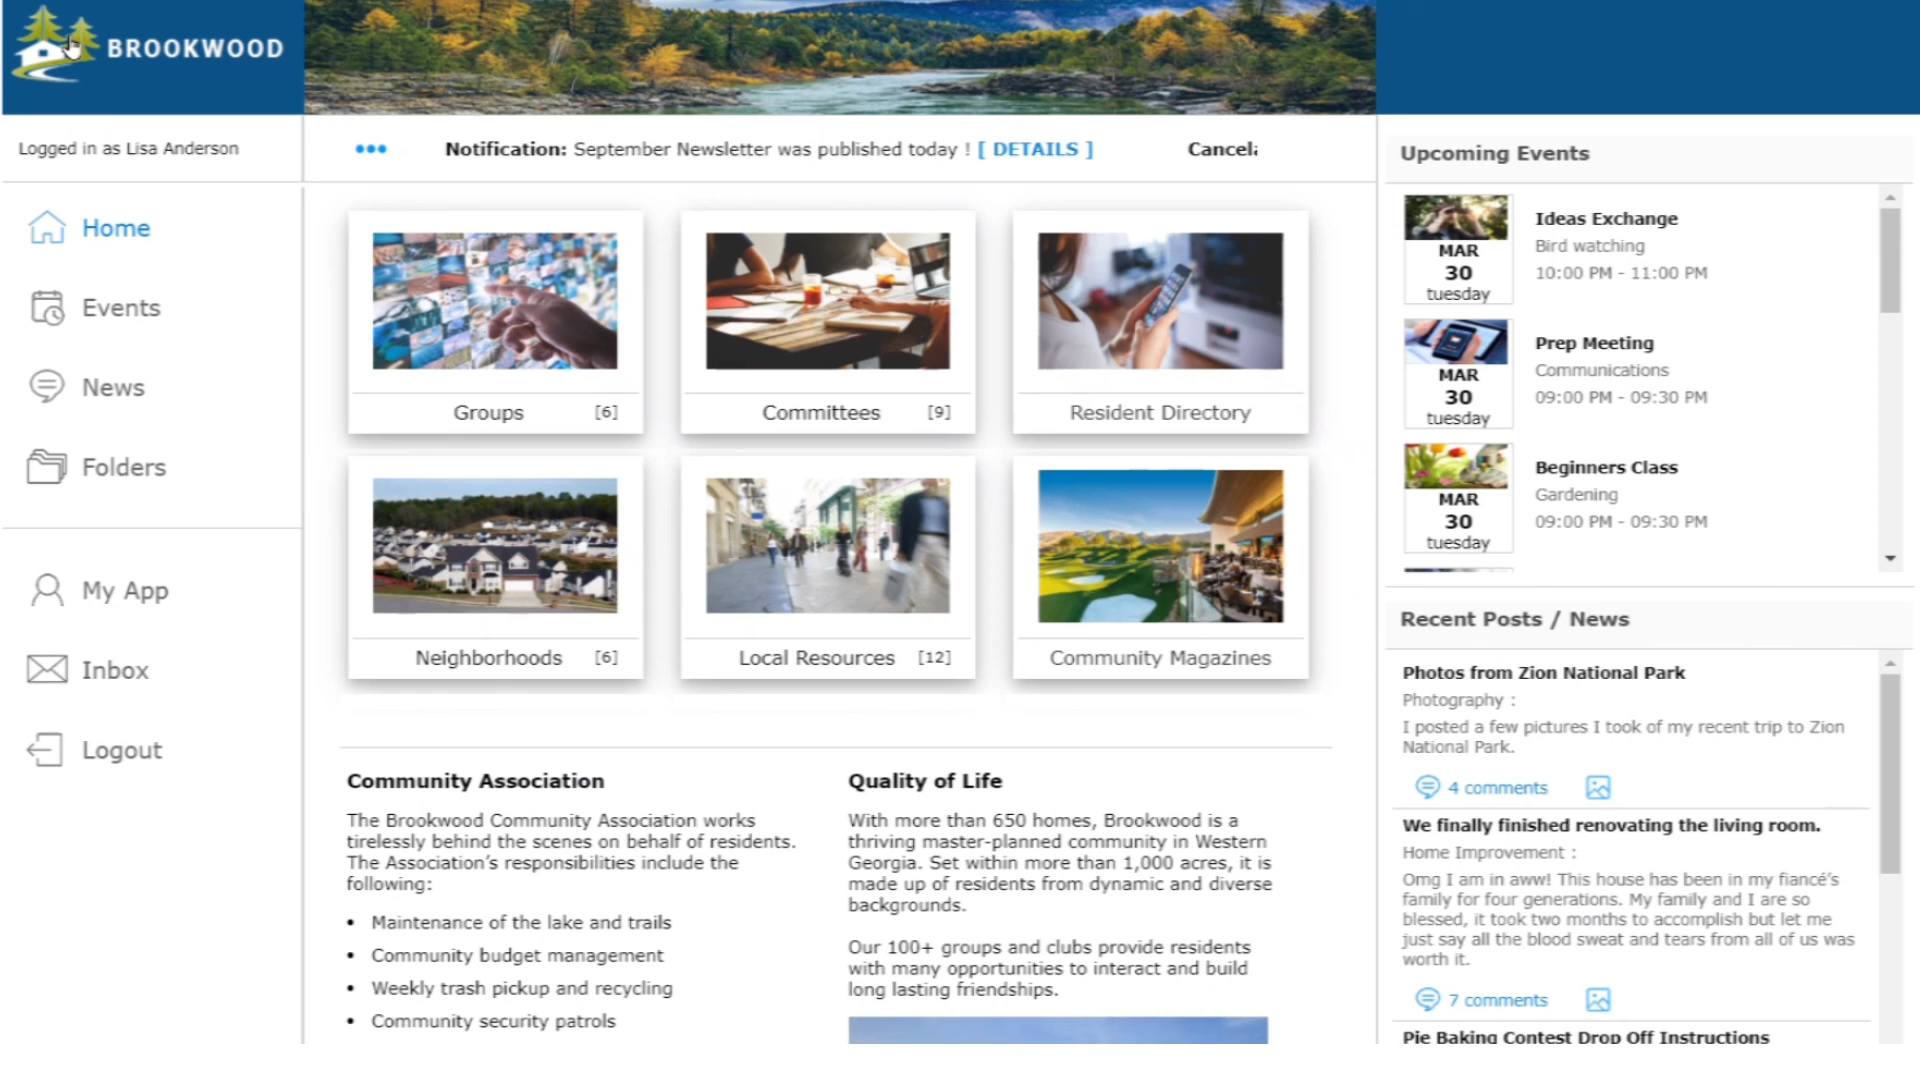 BROOKWOOD
Logged in as Lisa Anderson
Home
Events
News
Folders
My App
Inbox
Logout
Notification: September Newsletter was published today ! [ DETAILS ]
Groups [6]
Committees [9]
Resident Directory
Neighborhoods [6]
Local Resources [12]
Community Magazines
Community Association
The Brookwood Community Association works
tirelessly behind the scenes on behalf of residents.
The Association's responsibilities include the
following:
• Maintenance of the lake and trails
• Community budget management
• Weekly trash pickup and recycling
• Community security patrols
Quality of Life
With more than 650 homes, Brookwood is a
thriving master-planned community in Western
Georgia. Set within more than 1,000 acres, it is
made up of residents from dynamic and diverse
backgrounds.
Our 100+ groups and clubs provide residents
with many opportunities to interact and build
long lasting friendships.
Upcoming Events
MAR
30
tuesday
Ideas Exchange
Bird watching
10:00 PM - 11:00 PM
MAR
30
tuesday
Prep Meeting
Communications
09:00 PM - 09:30 PM
MAR
30
tuesday
Beginners Class
Gardening
09:00 PM - 09:30 PM
Recent Posts / News
Photos from Zion National Park
Photography :
I posted a few pictures I took of my recent trip to Zion
National Park.
4 comments
We finally finished renovating the living room.
Home Improvement :
Omg I am in aww! This house has been in my fiancé's
family for four generations. My family and I are so
blessed, it took two months to accomplish but let me
just say all the blood sweat and tears from all of us was
worth it.
7 comments
Pie Baking Contest Drop Off Instructions